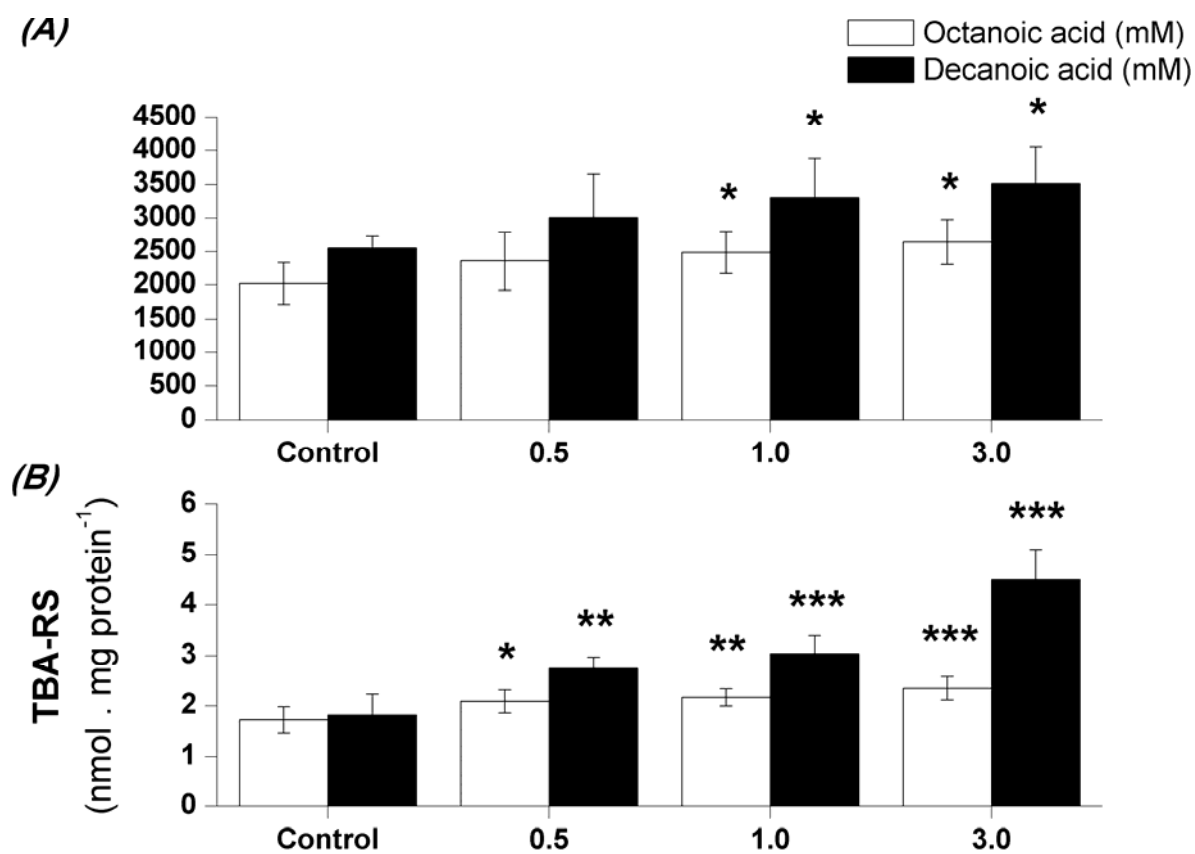 (A)
Octanoic acid (mM)
Decanoic acid (mM)
4500
4000
3500
3000
2500
2000
1500
1000
500
0
* * * *
Control 0.5 1.0 3.0
(B)
TBA-RS
(nmol . mg protein⁻¹)
6
5
4
3
2
1
0
* ** ** *** *** ***
Control 0.5 1.0 3.0